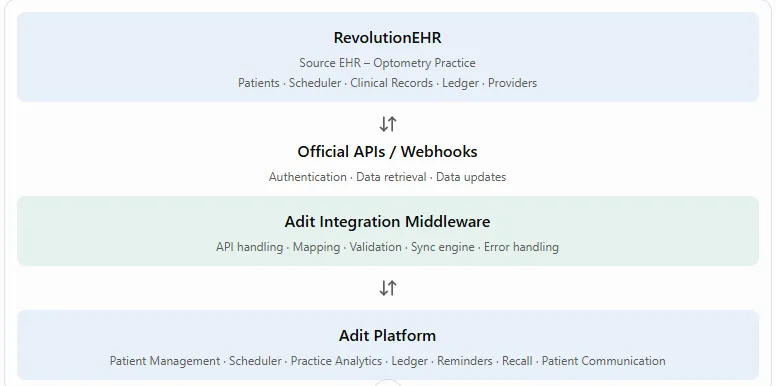 RevolutionEHR
Source EHR – Optometry Practice
Patients · Scheduler · Clinical Records · Ledger · Providers
Official APIs / Webhooks
Authentication · Data retrieval · Data updates
Adit Integration Middleware
API handling · Mapping · Validation · Sync engine · Error handling
Adit Platform
Patient Management · Scheduler · Practice Analytics · Ledger · Reminders · Recall · Patient Communication